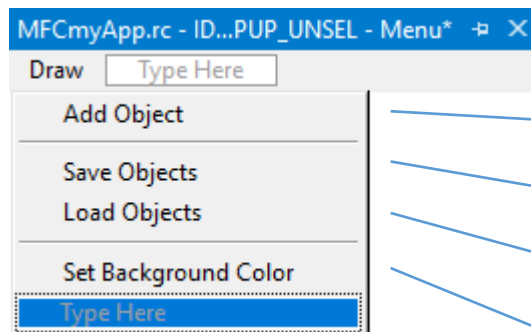 MFCmyApp.rc - ID...PUP_UNSEL - Menu*
Draw Type Here
Add Object
Save Objects
Load Objects
Set Background Color
Type Here